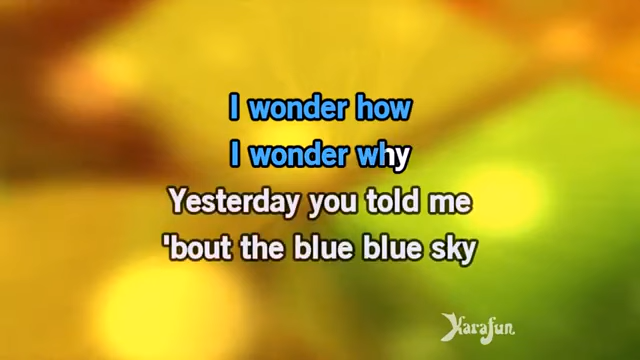 I wonder how
I wonder why
Yesterday you told me
'bout the blue blue sky
Karafun